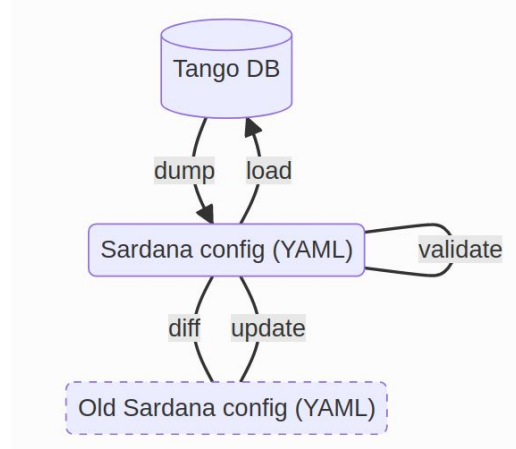 Tango DB
dump
load
Sardana config (YAML)
validate
diff
update
Old Sardana config (YAML)